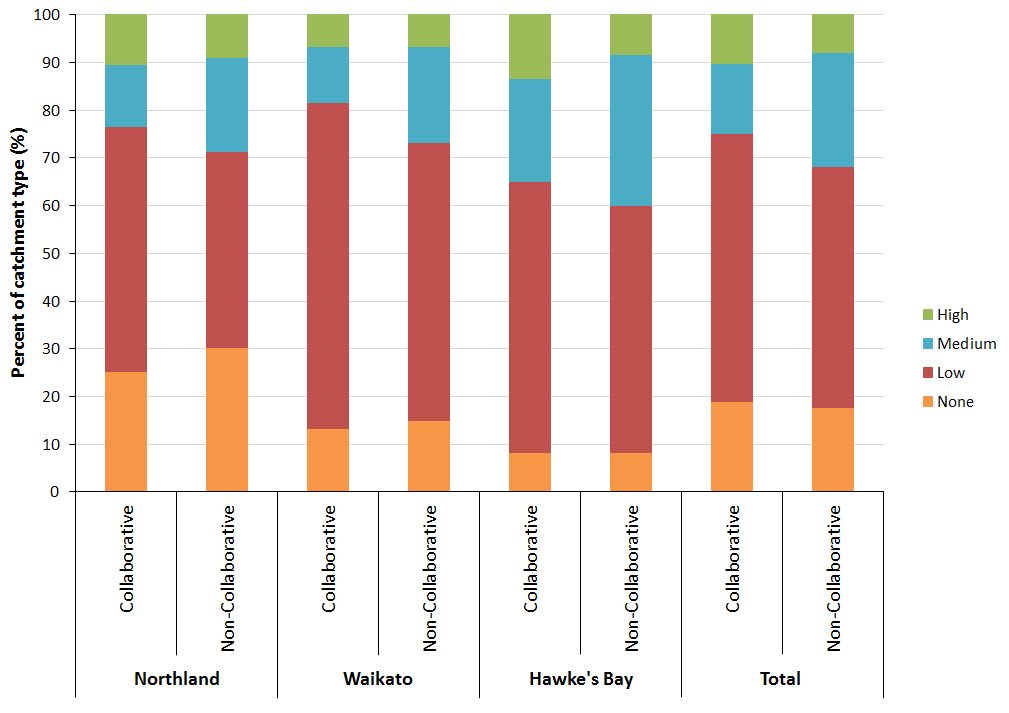 Percent of catchment type (%)
100
90
80
70
60
50
40
30
20
10
0
High
Medium
Low
None
Collaborative
Non-Collaborative
Collaborative
Non-Collaborative
Collaborative
Non-Collaborative
Collaborative
Non-Collaborative
Northland
Waikato
Hawke's Bay
Total